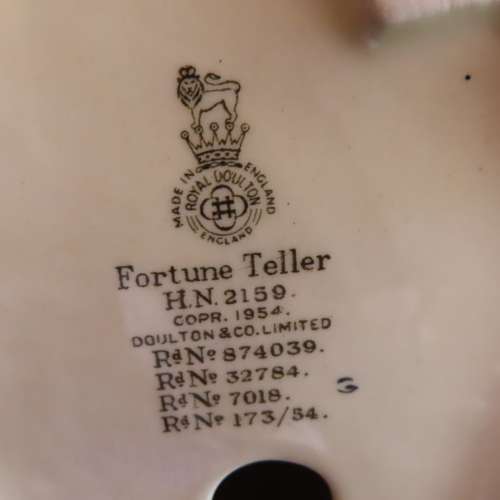 MADE IN ENGLAND
ROYAL DOULTON
ENGLAND
Fortune Teller
H.N. 2159.
COPR. 1954.
DOULTON & CO. LIMITED
Rd No 874039.
Rd No 32784.
Rd No 7018.
Rd No 173/54.